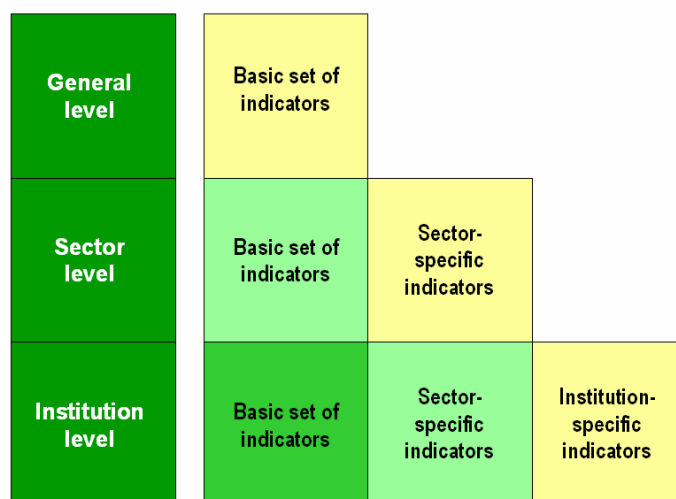 General
level
Basic set of
indicators
Sector
level
Basic set of
indicators
Sector-
specific
indicators
Institution
level
Basic set of
indicators
Sector-
specific
indicators
Institution-
specific
indicators